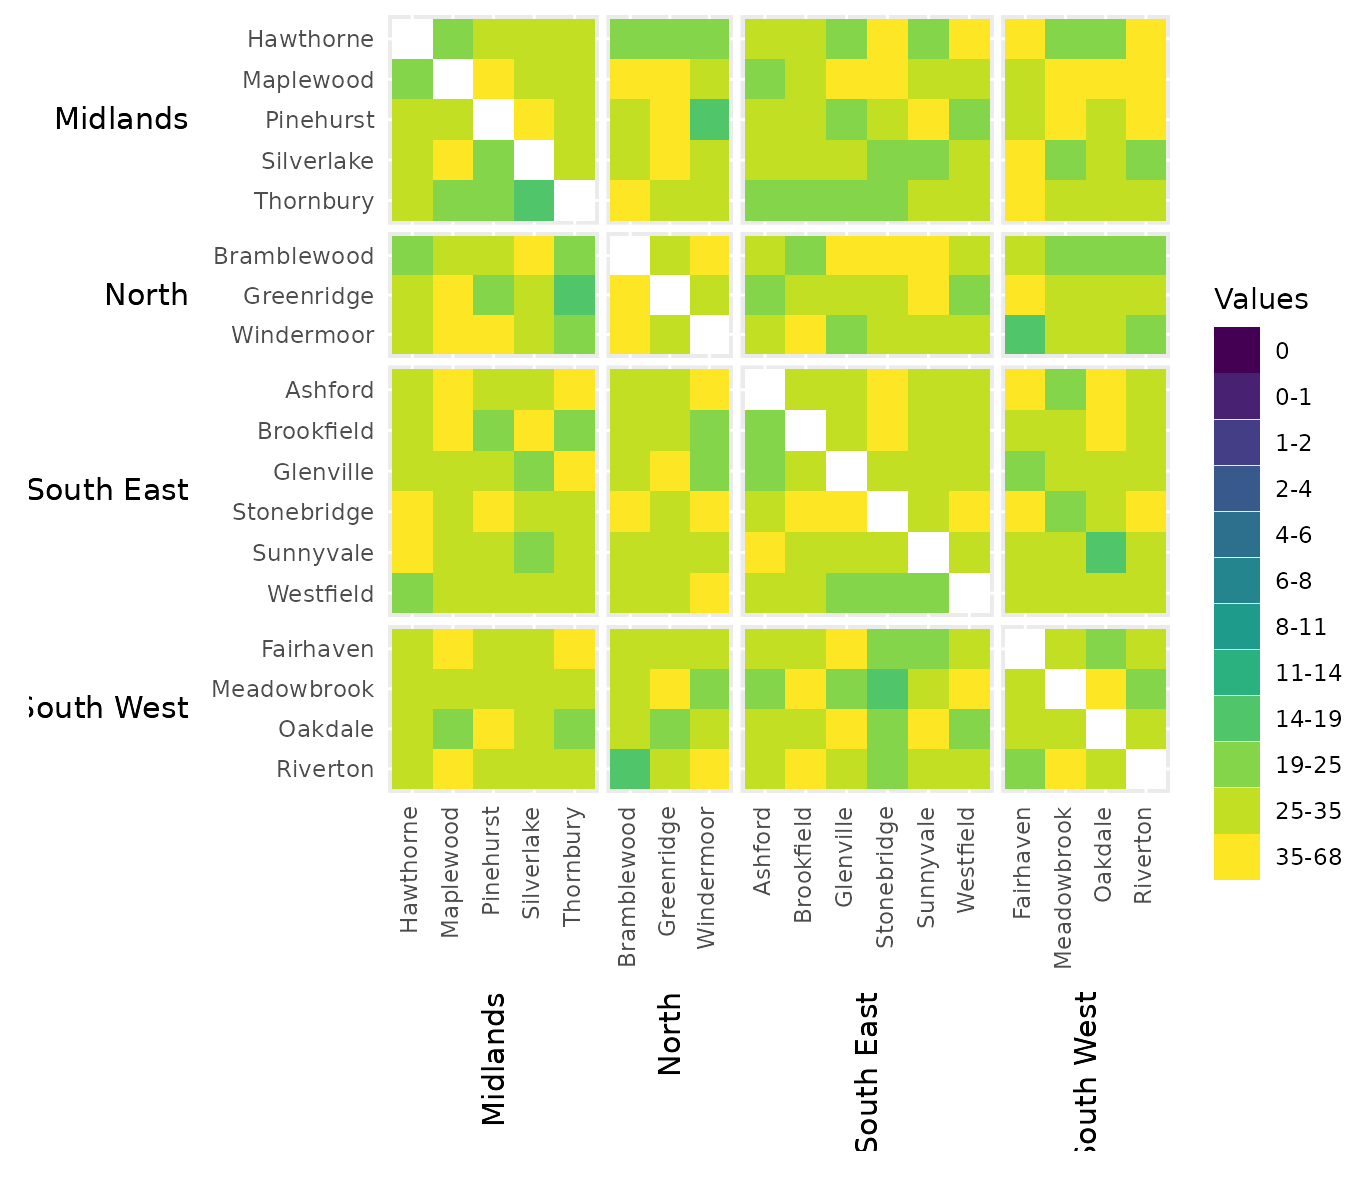 Hawthorne
Maplewood
Midlands
Pinehurst
Silverlake
Thornbury
Bramblewood
North
Greenridge
Windermoor
Ashford
Brookfield
Glenville
South East
Stonebridge
Sunnyvale
Westfield
Fairhaven
Meadowbrook
South West
Oakdale
Riverton
Values
0
0-1
1-2
2-4
4-6
6-8
8-11
11-14
14-19
19-25
25-35
35-68
Hawthorne
Maplewood
Pinehurst
Silverlake
Thornbury
Bramblewood
Greenridge
Windermoor
Ashford
Brookfield
Glenville
Stonebridge
Sunnyvale
Westfield
Fairhaven
Meadowbrook
Oakdale
Riverton
Midlands
North
South East
South West